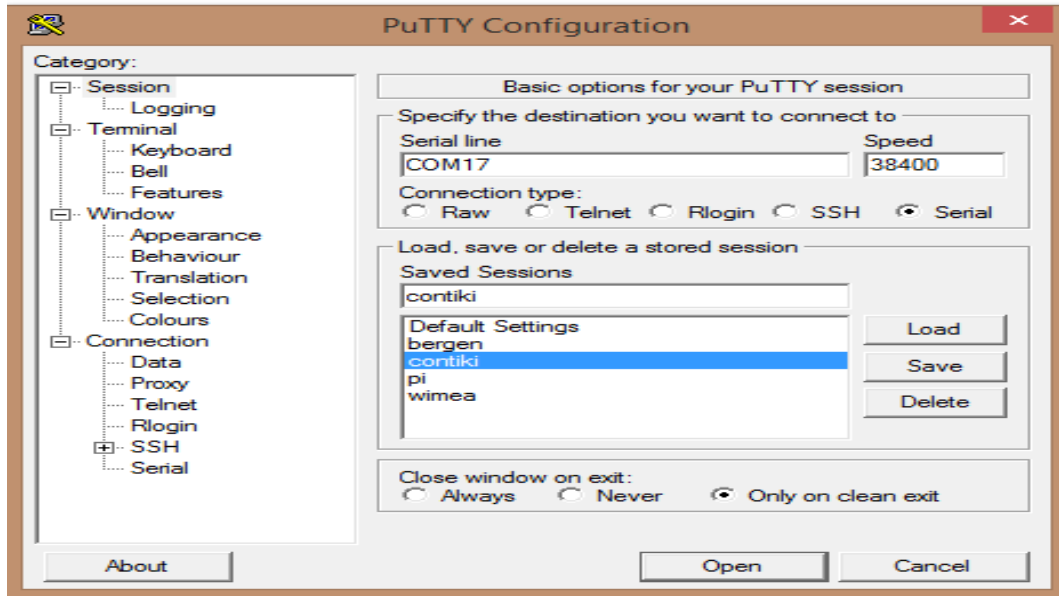 PuTTY Configuration
Category:
Session
Logging
Terminal
Keyboard
Bell
Features
Window
Appearance
Behaviour
Translation
Selection
Colours
Connection
Data
Proxy
Telnet
Rlogin
SSH
Serial
Basic options for your PuTTY session
Specify the destination you want to connect to
Serial line Speed
COM17 38400
Connection type:
Raw Telnet Rlogin SSH Serial
Load, save or delete a stored session
Saved Sessions
contiki
Default Settings
bergen
contiki
pi
wimea
Load
Save
Delete
Close window on exit:
Always Never Only on clean exit
About Open Cancel